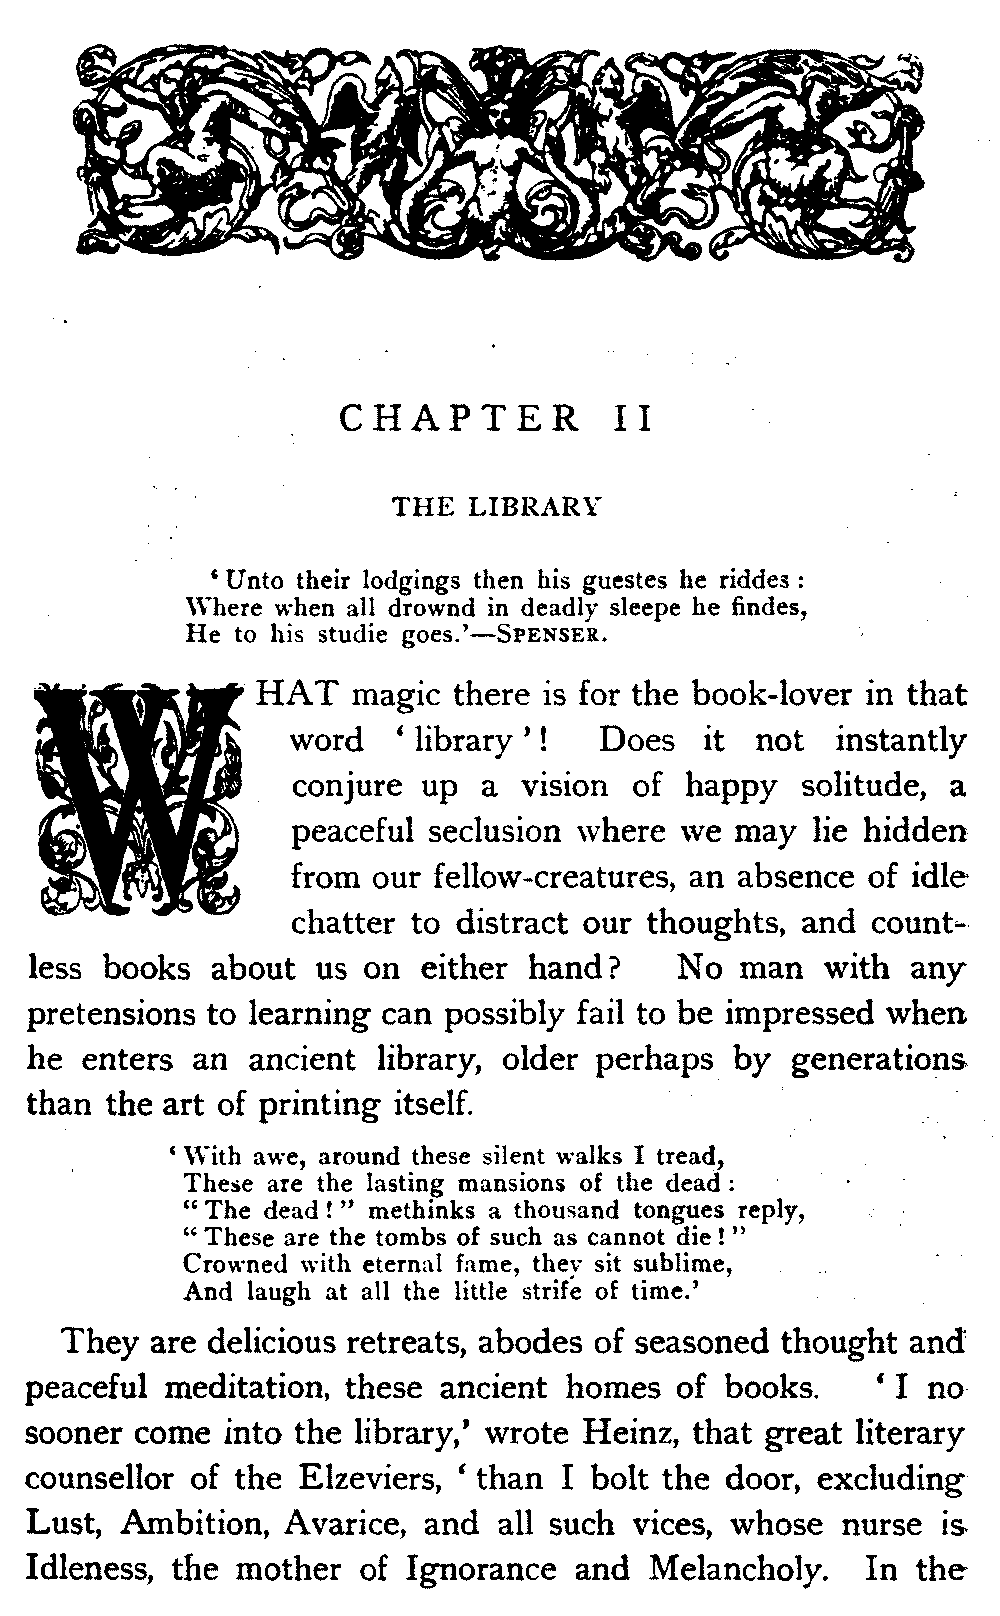 CHAPTER II
THE LIBRARY
‘Unto their lodgings then his guestes he riddes:
Where when all drownd in deadly sleepe he findes,
He to his studie goes.’—SPENSER.
WHAT magic there is for the book-lover in that
word ‘library’! Does it not instantly
conjure up a vision of happy solitude, a
peaceful seclusion where we may lie hidden
from our fellow-creatures, an absence of idle
chatter to distract our thoughts, and count-
less books about us on either hand? No man with any
pretensions to learning can possibly fail to be impressed when
he enters an ancient library, older perhaps by generations
than the art of printing itself.
‘With awe, around these silent walks I tread,
These are the lasting mansions of the dead:
“The dead!” methinks a thousand tongues reply,
“These are the tombs of such as cannot die!”
Crowned with eternal fame, they sit sublime,
And laugh at all the little strife of time.’
They are delicious retreats, abodes of seasoned thought and
peaceful meditation, these ancient homes of books. ‘I no
sooner come into the library,’ wrote Heinz, that great literary
counsellor of the Elzeviers, ‘than I bolt the door, excluding
Lust, Ambition, Avarice, and all such vices, whose nurse is
Idleness, the mother of Ignorance and Melancholy. In the